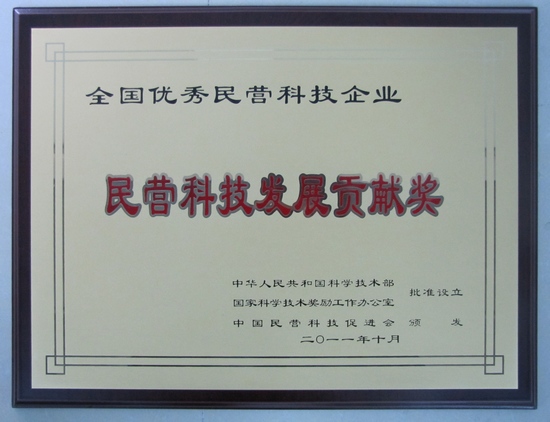 全国优秀民营科技企业
民营科技发展贡献奖
中华人民共和国科学技术部
国家科学技术奖励工作办公室 批准设立
中国民营科技促进会 颁发
二〇一一年十月